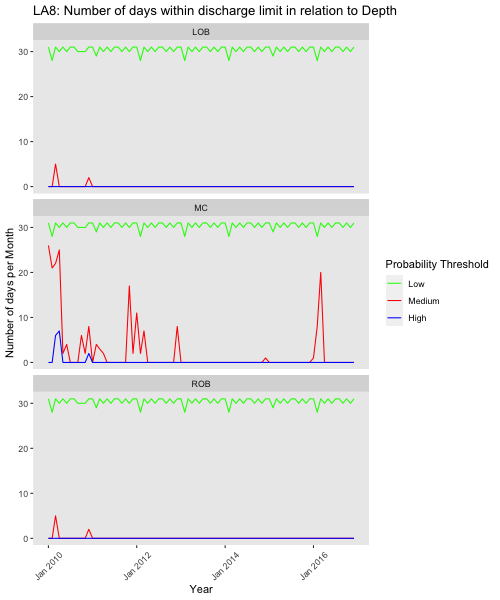 LA8: Number of days within discharge limit in relation to Depth
LOB
30
20
10
0
MC
30
20
10
0
ROB
30
20
10
0
Number of days per Month
Jan 2010
Jan 2012
Jan 2014
Jan 2016
Year
Probability Threshold
Low
Medium
High